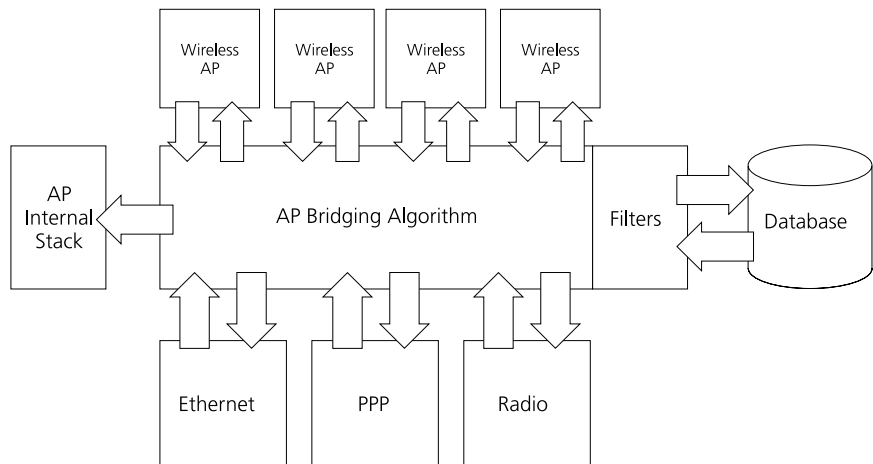 Wireless
AP
Wireless
AP
Wireless
AP
Wireless
AP
AP
Internal
Stack
AP Bridging Algorithm
Filters
Database
Ethernet
PPP
Radio